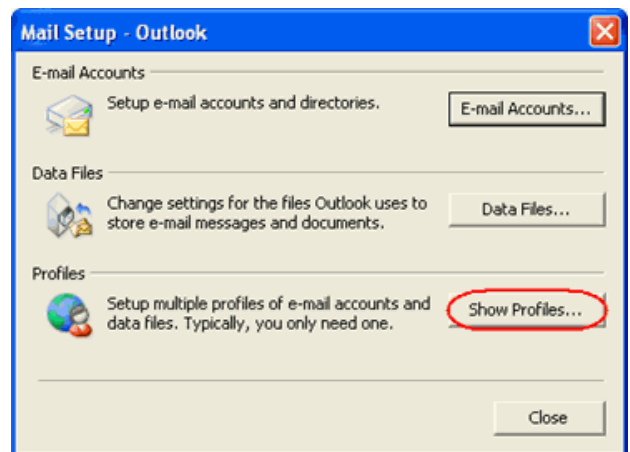 Mail Setup - Outlook
E-mail Accounts
Setup e-mail accounts and directories.
E-mail Accounts...
Data Files
Change settings for the files Outlook uses to
store e-mail messages and documents.
Data Files...
Profiles
Setup multiple profiles of e-mail accounts and
data files. Typically, you only need one.
Show Profiles...
Close